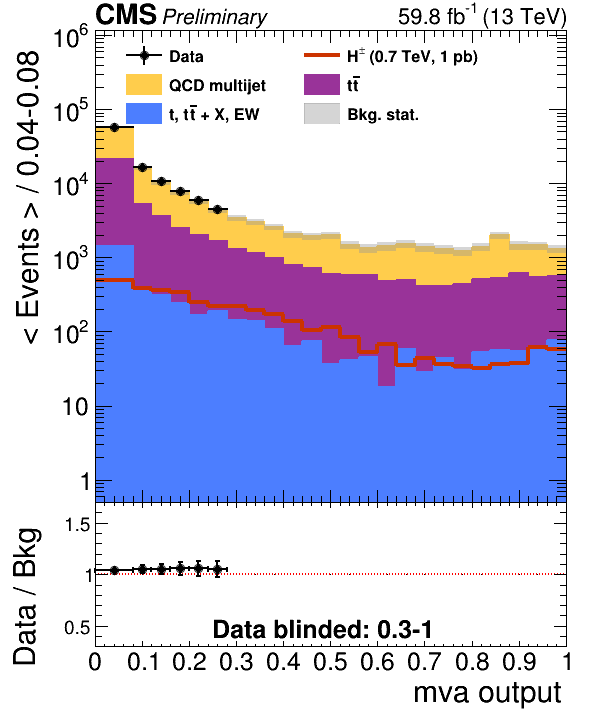 CMS Preliminary 59.8 fb⁻¹ (13 TeV)
< Events > / 0.04-0.08
10⁶
10⁵
10⁴
10³
10²
10
1
Data
H± (0.7 TeV, 1 pb)
QCD multijet
tt̄
t, tt̄ + X, EW
Bkg. stat.
Data / Bkg
1.5
1
0.5
Data blinded: 0.3-1
0 0.1 0.2 0.3 0.4 0.5 0.6 0.7 0.8 0.9 1
mva output